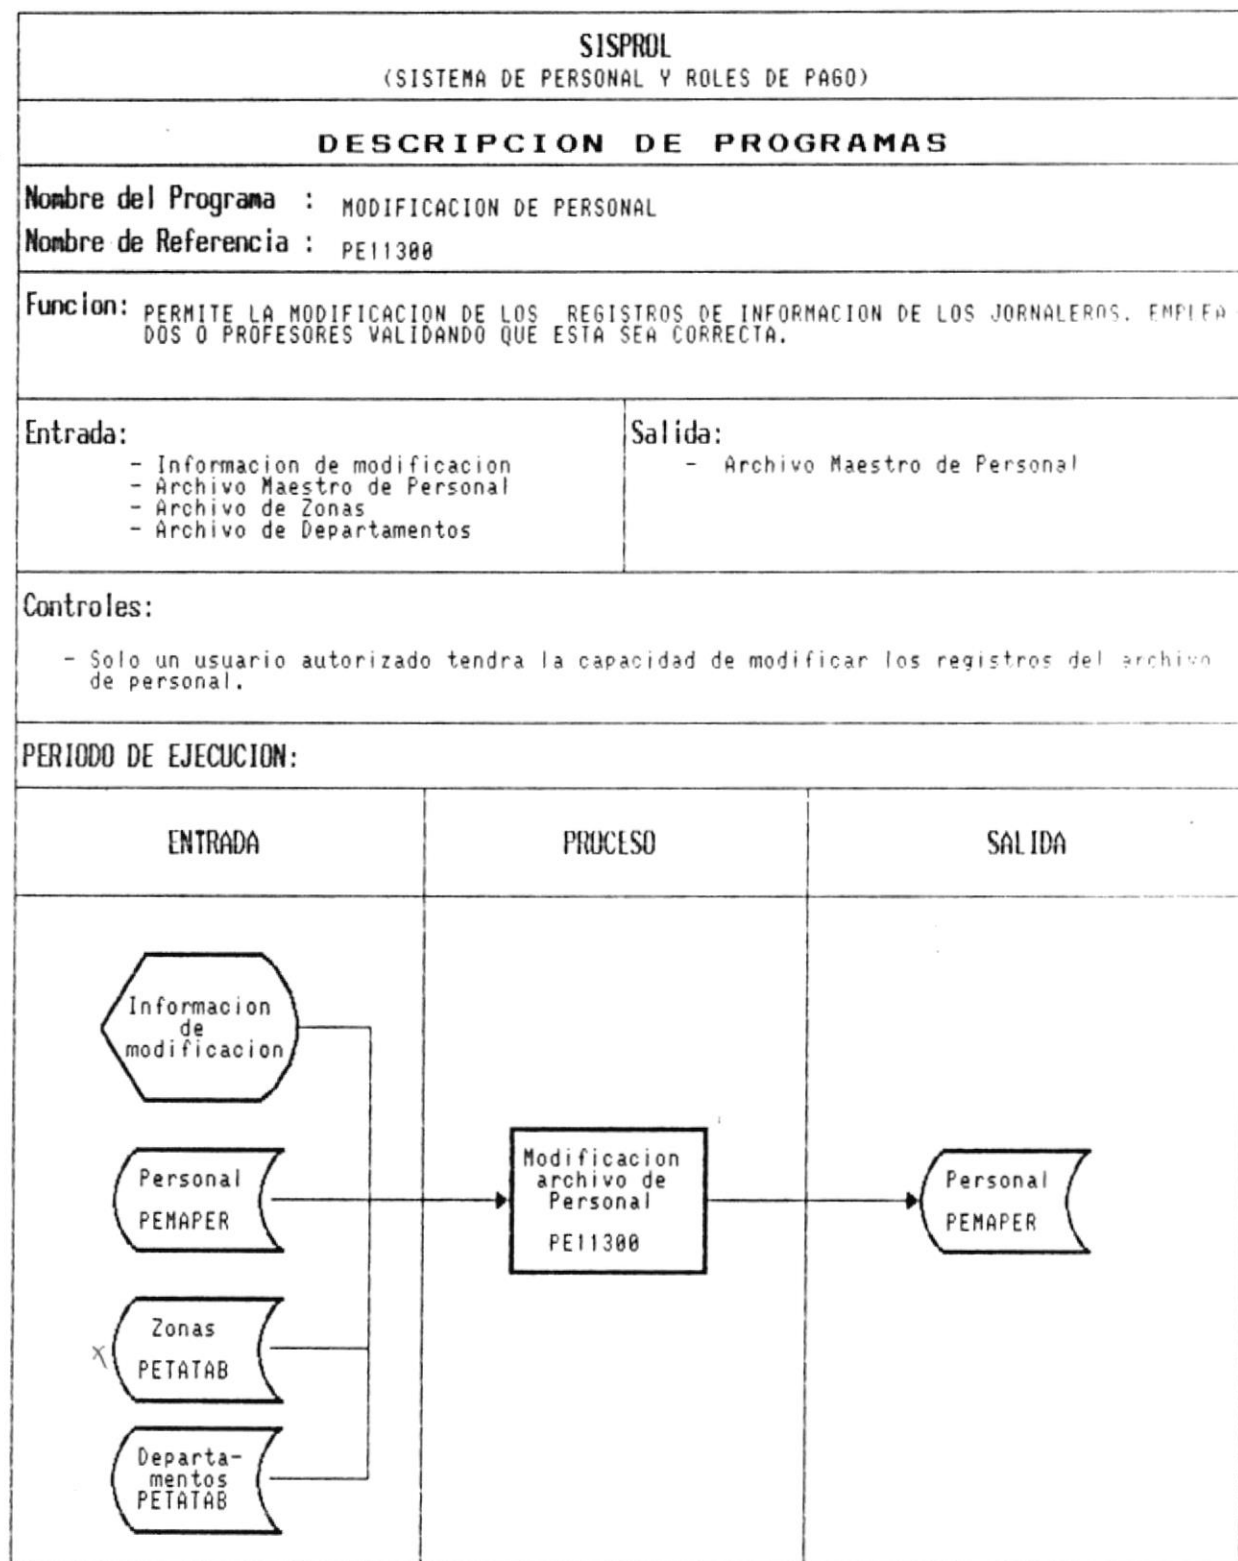 SISPROL
(SISTEMA DE PERSONAL Y ROLES DE PAGO)
DESCRIPCION DE PROGRAMAS
Nombre del Programa : MODIFICACION DE PERSONAL
Nombre de Referencia : PE11300
Funcion: PERMITE LA MODIFICACION DE LOS REGISTROS DE INFORMACION DE LOS JORNALEROS, EMPLEA
DOS O PROFESORES VALIDANDO QUE ESTA SEA CORRECTA.
Entrada:
- Informacion de modificacion
- Archivo Maestro de Personal
- Archivo de Zonas
- Archivo de Departamentos
Salida:
- Archivo Maestro de Personal
Controles:
- Solo un usuario autorizado tendra la capacidad de modificar los registros del archivo
de personal.
PERIODO DE EJECUCION:
ENTRADA
PROCESO
SALIDA
Informacion
de
modificacion
Personal
PEMAPER
Modificacion
archivo de
Personal
PE11300
Personal
PEMAPER
x
Zonas
PETATAB
Departa-
mentos
PETATAB